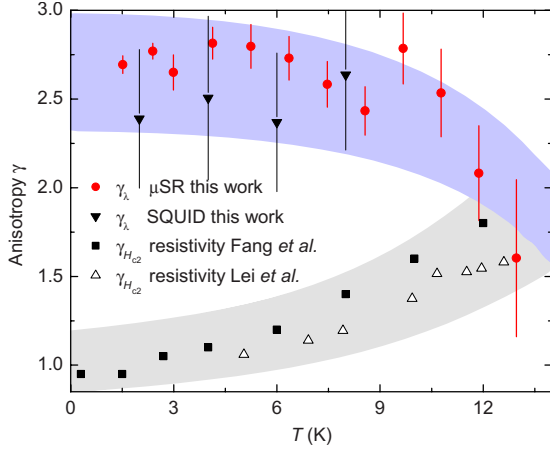 3.0
2.5
2.0
1.5
1.0
Anisotropy γ
γλ μSR this work
γλ SQUID this work
γHc2 resistivity Fang et al.
γHc2 resistivity Lei et al.
0 3 6 9 12
T (K)